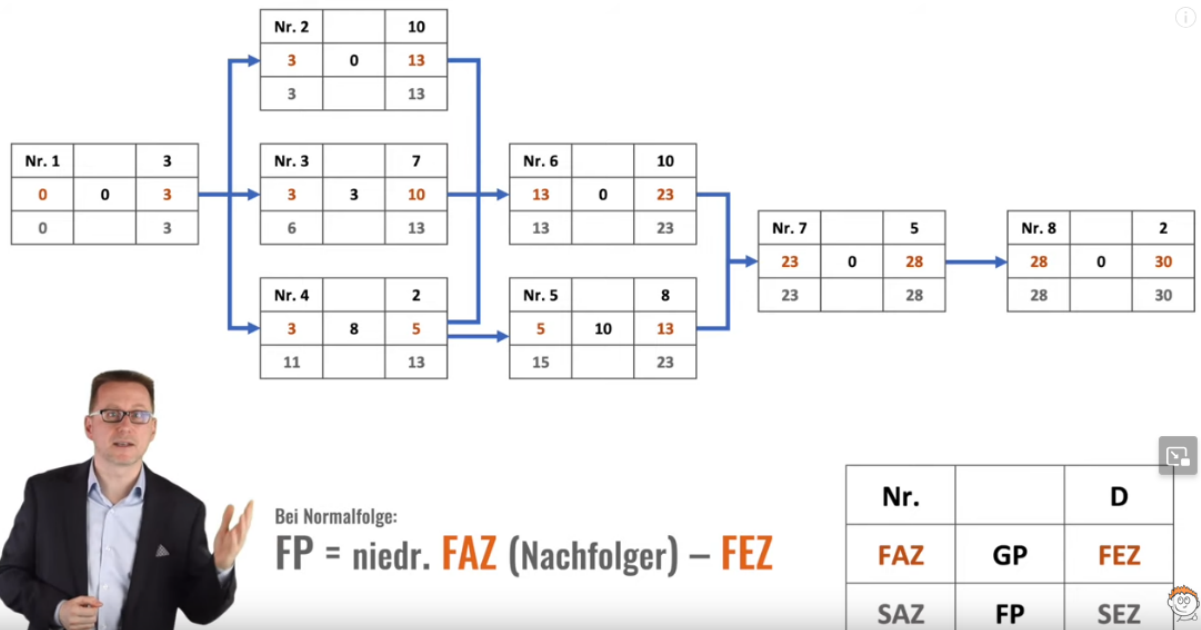 Nr. 2 10
3 0 13
3 13
Nr. 1 3
0 0 3
0 3
Nr. 3 7
3 3 10
6 13
Nr. 4 2
3 8 5
11 13
Nr. 6 10
13 0 23
13 23
Nr. 5 8
5 10 13
15 23
Nr. 7 5
23 0 28
23 28
Nr. 8 2
28 0 30
28 30
Bei Normalfolge:
FP = niedr. FAZ (Nachfolger) – FEZ
Nr. D
FAZ GP FEZ
SAZ FP SEZ